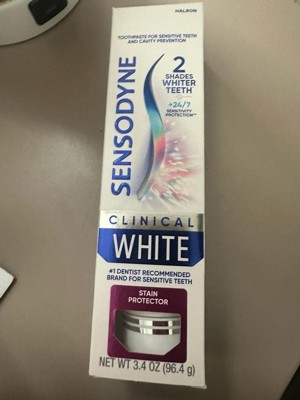 HALEON
TOOTHPASTE FOR SENSITIVE TEETH
AND CAVITY PREVENTION
SENSODYNE
2
SHADES
WHITER
TEETH
+24/7
SENSITIVITY
PROTECTION
CLINICAL
WHITE
#1 DENTIST RECOMMENDED
BRAND FOR SENSITIVE TEETH
STAIN
PROTECTOR
NET WT 3.4 OZ (96.4 g)